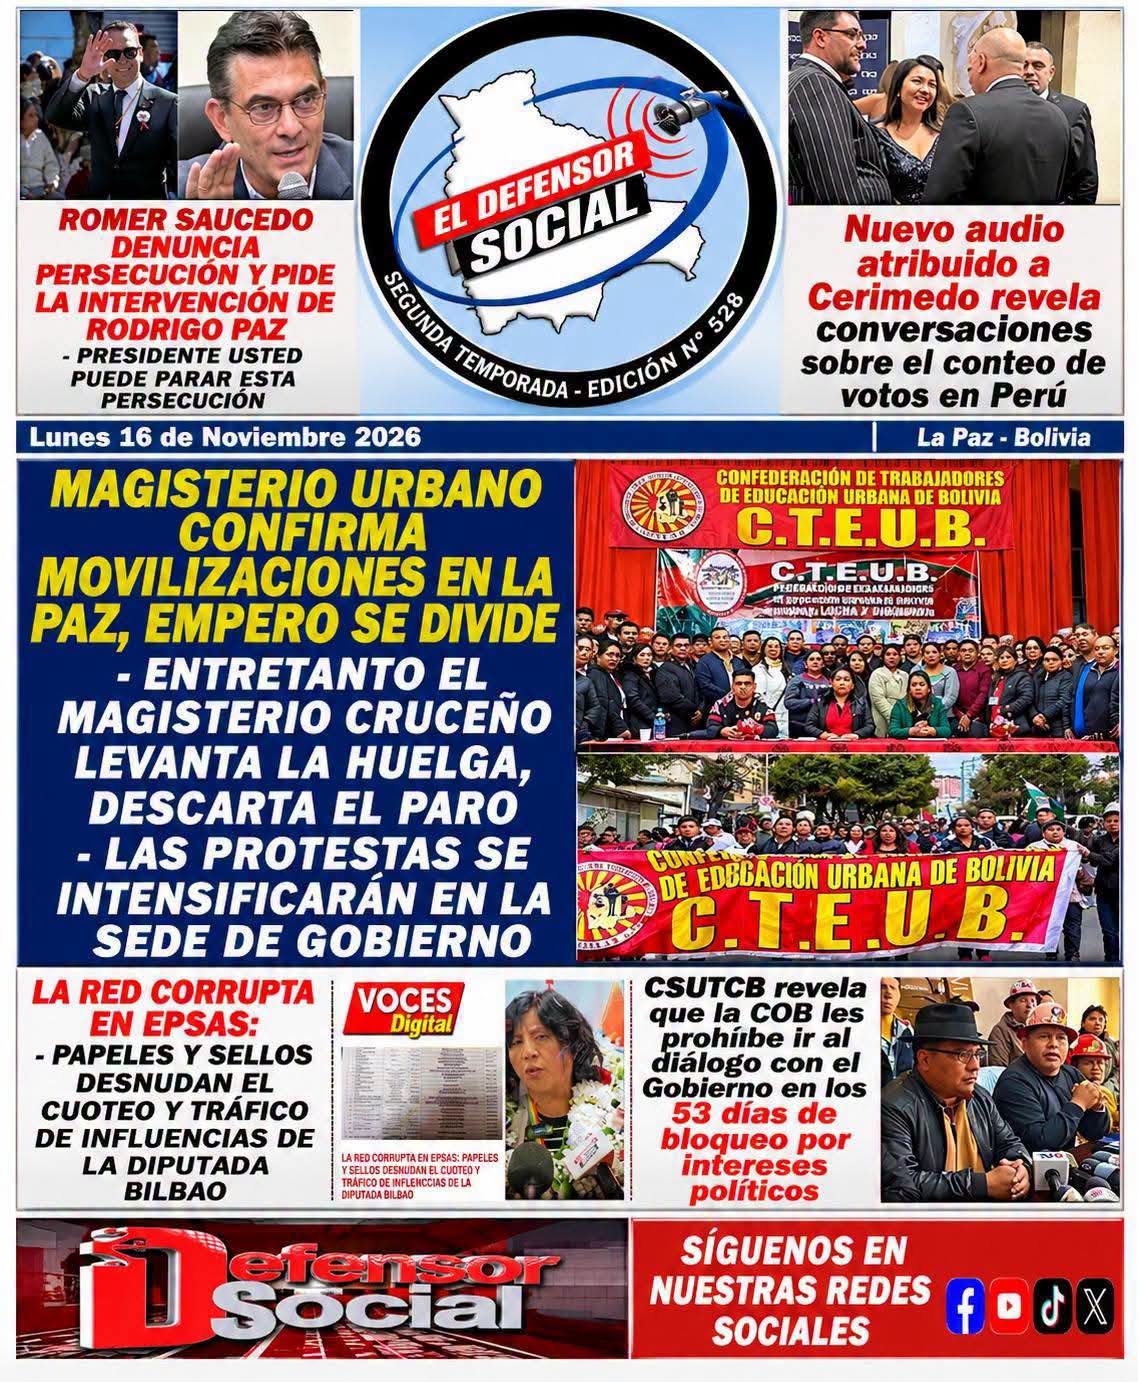 ROMER SAUCEDO
DENUNCIA
PERSECUCIÓN Y PIDE
LA INTERVENCIÓN DE
RODRIGO PAZ
- PRESIDENTE USTED
PUEDE PARAR ESTA
PERSECUCIÓN
EL DEFENSOR
SOCIAL
SEGUNDA TEMPORADA - EDICIÓN N° 528
Nuevo audio
atribuido a
Cerimedo revela
conversaciones
sobre el conteo de
votos en Perú
Lunes 16 de Noviembre 2026
La Paz - Bolivia
MAGISTERIO URBANO
CONFIRMA
MOVILIZACIONES EN LA
PAZ, EMPERO SE DIVIDE
- ENTRETANTO EL
MAGISTERIO CRUCEÑO
LEVANTA LA HUELGA,
DESCARTA EL PARO
- LAS PROTESTAS SE
INTENSIFICARÁN EN LA
SEDE DE GOBIERNO
CONFEDERACIÓN DE TRABAJADORES
DE EDUCACIÓN URBANA DE BOLIVIA
C.T.E.U.B.
C.T.E.U.B.
DE EDBGACION URBANA DE BOLIVIA
C.T.E.U.B.
LA RED CORRUPTA
EN EPSAS:
- PAPELES Y SELLOS
DESNUDAN EL
CUOTEO Y TRÁFICO
DE INFLUENCIAS DE
LA DIPUTADA
BILBAO
VOCES
Digital
LA RED CORRUPTA EN EPSAS: PAPELES
Y SELLOS DESNUDAN EL CUOTEO Y
TRÁFICO DE INFLENCCIAS DE LA
DIPUTADA BILBAO
CSUTCB revela
que la COB les
prohíibe ir al
diálogo con el
Gobierno en los
53 días de
bloqueo por
intereses
políticos
Defensor
Social
SÍGUENOS EN
NUESTRAS REDES
SOCIALES